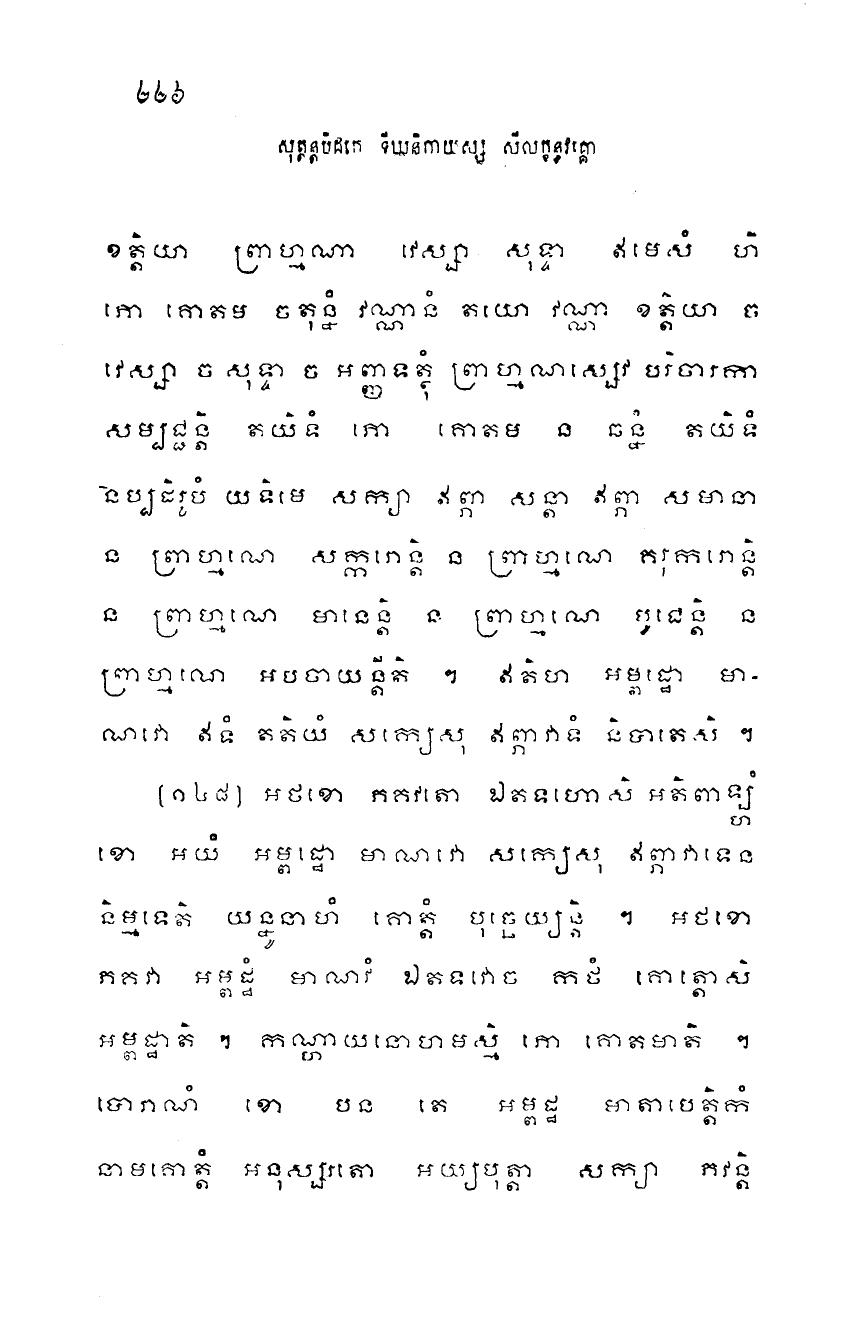 ២២៦
សុត្តន្តបិដកេ ទីឃនិកាយស្ស សីលក្ខន្ធវគ្គោ
ខត្តិយា ព្រាហ្មណា វេស្សា សុទ្ទា ឥមេសំ ហិ
ភោ គោតម ចតុន្នំ វណ្ណានំ តយោ វណ្ណា ខត្តិយា ច
វេស្សា ច សុទ្ទា ច អញ្ញទត្ថុំ ព្រាហ្មណស្សេវ បរិចារកា
សម្បជ្ជន្តិ តយិទំ ភោ គោតម ន ឆន្នំ តយិទំ
នប្បដិរូបំ យទិមេ សក្យា ឥព្ភា សន្តា ឥព្ភា សមានា
ន ព្រាហ្មណេ សក្ករោន្តិ ន ព្រាហ្មណេ គរុករោន្តិ
ន ព្រាហ្មណេ មានេន្តិ ន ព្រាហ្មណេ បូជេន្តិ ន
ព្រាហ្មណេ អបចាយន្តីតិ ។ ឥតិហ អម្ពដ្ឋោ មា-
ណវោ ឥទំ តតិយំ សក្យេសុ ឥព្ភវាទំ និបាតេសិ ។
[១៤៨] អថខោ ភគវតោ ឯតទហោសិ អតិពាឡ្ហំ
ខោ អយំ អម្ពដ្ឋោ មាណវោ សក្យេសុ ឥព្ភវាទេន
និម្មទេតិ យន្នូនាហំ គោត្តំ បុច្ឆេយ្យន្តិ ។ អថខោ
ភគវា អម្ពដ្ឋំ មាណវំ ឯតទវោច កថំ គោត្តោសិ
អម្ពដ្ឋាតិ ។ កណ្ហាយនោហមស្មិ ភោ គោតមាតិ ។
បោរាណំ ខោ បន តេ អម្ពដ្ឋ មាតាបេត្តិកំ
នាមគោត្តំ អនុស្សរតោ អយ្យបុត្តា សក្យា ភវន្តិ